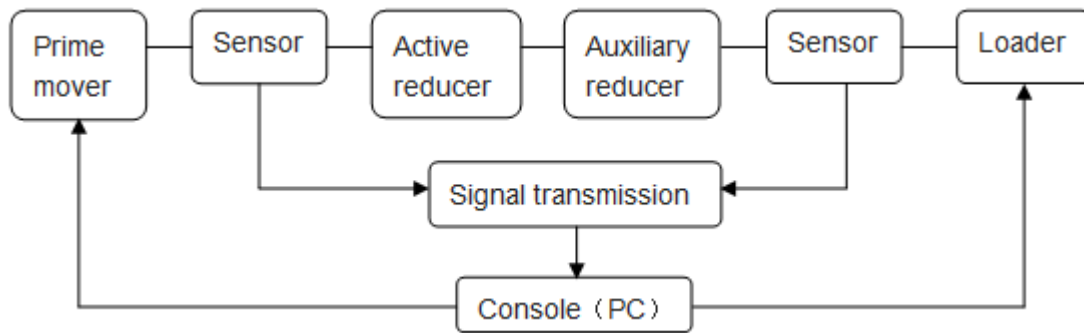 Prime
mover
Sensor
Active
reducer
Auxiliary
reducer
Sensor
Loader
Signal transmission
Console（PC）